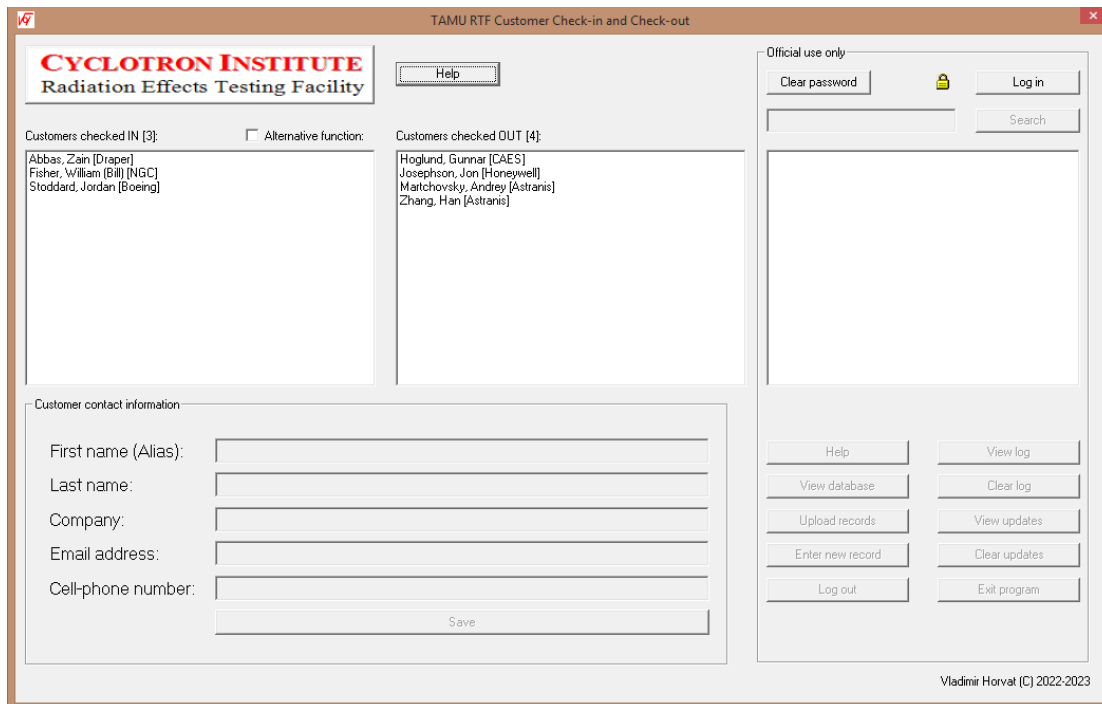 TAMU RTF Customer Check-in and Check-out
CYCLOTRON INSTITUTE
Radiation Effects Testing Facility
Help
Customers checked IN [3]:
Alternative function:
Abbas, Zain [Draper]
Fisher, William (Bill) [NGC]
Stoddard, Jordan [Boeing]
Customers checked OUT [4]:
Hoglund, Gunnar [CAES]
Josephson, Jon [Honeywell]
Martchovsky, Andrey [Astranis]
Zhang, Han [Astranis]
Official use only
Clear password
Log in
Search
Customer contact information
First name (Alias):
Last name:
Company:
Email address:
Cell-phone number:
Save
Help
View log
View database
Clear log
Upload records
View updates
Enter new record
Clear updates
Log out
Exit program
Vladimir Horvat (C) 2022-2023